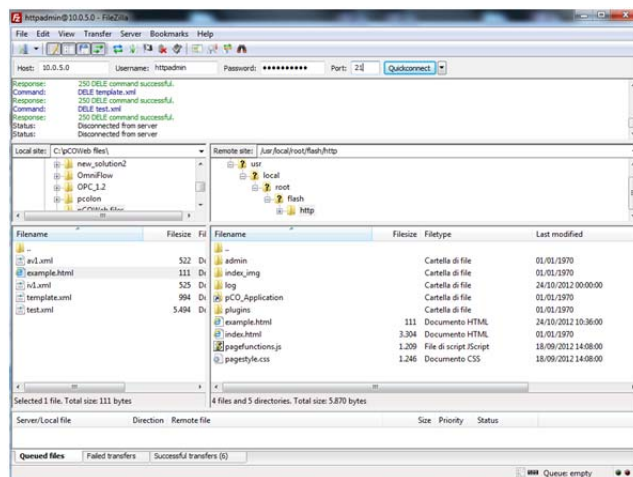 httpadmin@10.0.5.0 - FileZilla
File Edit View Transfer Server Bookmarks Help
Host: 10.0.5.0 Username: httpadmin Password: •••••••••• Port: 21 Quickconnect
Response: 250 DELE command successful.
Command: DELE template.xml
Response: 250 DELE command successful.
Command: DELE test.xml
Response: 250 DELE command successful.
Status: Disconnected from server
Status: Disconnected from server
Local site: C:\pCOWeb files\ Remote site: /usr/local/root/flash/http
new_solution2 ? usr
OmniFlow ? local
OPC_1.2 ? root
pcolon ? flash
pCOWeb files http
Filename Filesize Fil Filename Filesize Filetype Last modified
.. ..
av1.xml 522 Do admin Cartella di file 01/01/1970
example.html 111 Do index_img Cartella di file 01/01/1970
iv1.xml 525 Do log Cartella di file 24/10/2012 00:00:00
template.xml 994 Do pCO_Application Cartella di file 01/01/1970
test.xml 5.494 Do plugins Cartella di file 01/01/1970
example.html 111 Documento HTML 24/10/2012 10:36:00
index.html 3.304 Documento HTML 01/01/1970
pagefunctions.js 1.209 File di script JScript 18/09/2012 14:08:00
pagestyle.css 1.246 Documento CSS 18/09/2012 14:08:00
Selected 1 file. Total size: 111 bytes 4 files and 5 directories. Total size: 5.870 bytes
Server/Local file Direction Remote file Size Priority Status
Queued files Failed transfers Successful transfers (6)
Queue: empty